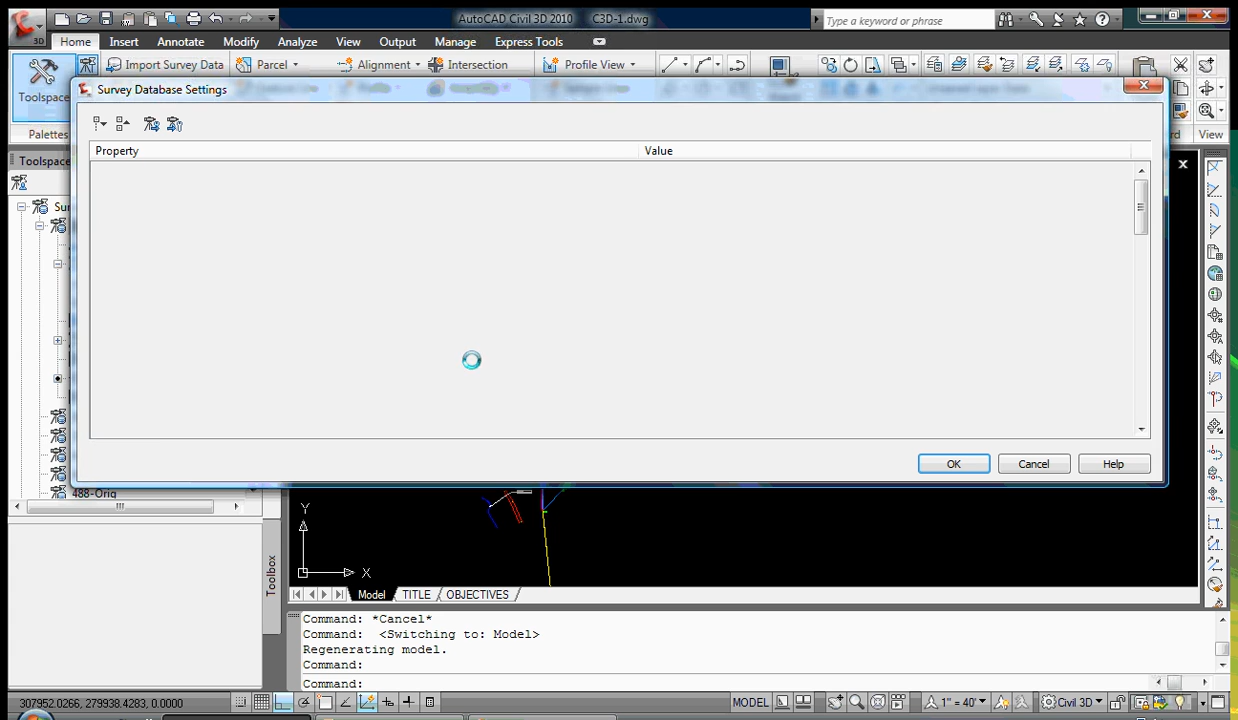 AutoCAD Civil 3D 2010 C3D-1.dwg
Type a keyword or phrase
3D
Home Insert Annotate Modify Analyze View Output Manage Express Tools
Import Survey Data Parcel Alignment Intersection Profile View
Toolspace
Palettes
View
Survey Database Settings
Toolspace
Property Value
Su
OK Cancel Help
488-Orig
Y
X
Toolbox
Model TITLE OBJECTIVES
Command: *Cancel*
Command: <Switching to: Model>
Regenerating model.
Command:
Command:
307952.0266, 279938.4283, 0.0000
MODEL 1" = 40' Civil 3D